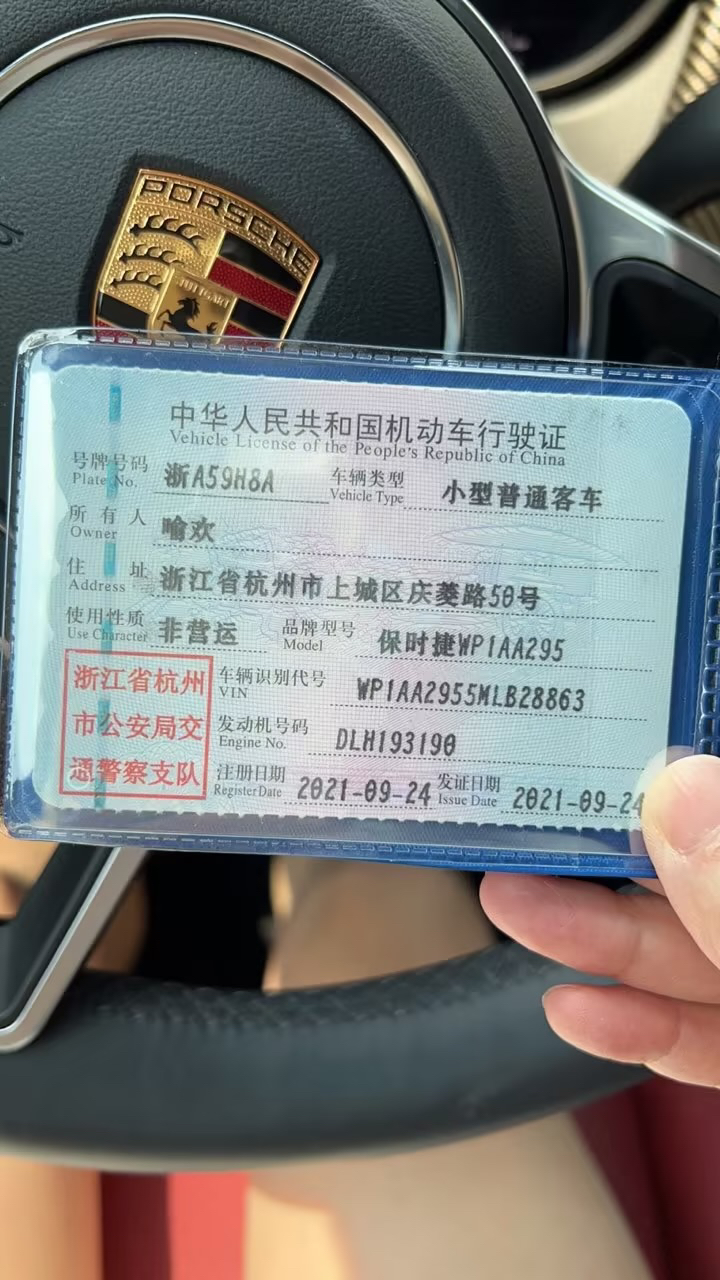 PORSCHE
STUTTGART
中华人民共和国机动车行驶证
Vehicle License of the People's Republic of China
号牌号码 浙A59H8A 车辆类型 小型普通客车
Plate No. Vehicle Type
所有人 喻欢
Owner
住址 浙江省杭州市上城区庆菱路50号
Address
使用性质 非营运 品牌型号 保时捷WP1AA295
Use Character Model
浙江省杭州
市公安局交
通警察支队
车辆识别代号 WP1AA2955MLB28863
VIN
发动机号码 DLH193190
Engine No.
注册日期 2021-09-24 发证日期 2021-09-24
Register Date Issue Date